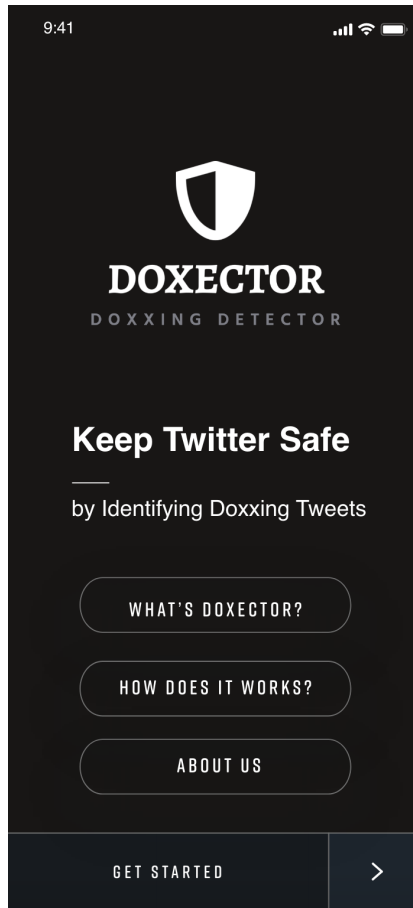 9:41
DOXECTOR
DOXXING DETECTOR
Keep Twitter Safe
by Identifying Doxxing Tweets
WHAT'S DOXECTOR?
HOW DOES IT WORKS?
ABOUT US
GET STARTED